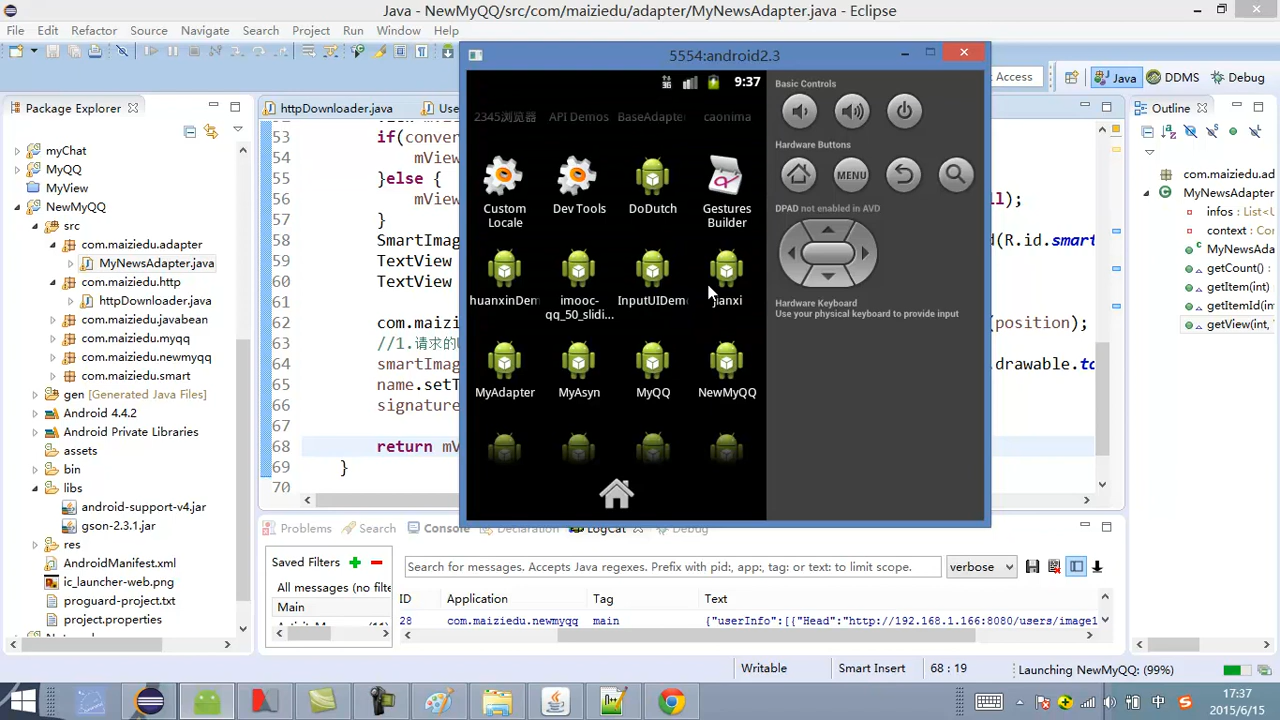 Java - NewMyQQ/src/com/maiziedu/adapter/MyNewsAdapter.java - Eclipse
File Edit
Refactor Source Navigate Search Project Run Window Help
5554:android2.3
Access
Java
DDMS
Debug
Package Explorer
httpDownloader.java
Outline
myChat
MyQQ
MyView
NewMyQQ
src
com.maiziedu.adapter
MyNewsAdapter.java
com.maiziedu.http
httpDownloader.java
com.maiziedu.javabean
com.maiziedu.myqq
com.maiziedu.newmyqq
com.maiziedu.smart
gen [Generated Java Files]
Android 4.4.2
Android Private Libraries
assets
bin
libs
android-support-v4.jar
gson-2.3.1.jar
res
AndroidManifest.xml
ic_launcher-web.png
proguard-project.txt
project.properties
53 if(conver
54
55 }else {
56
57 }
58 SmartImag
59 TextView
60 TextView
61
62 com.maizi
63 //1.请求的
64 smartImag
65 name.setT
66 signature
67
68 return mV
69 }
70
l);
d(R.id.smart
(position);
.drawable.to
9:37
2345浏览器 API Demos BaseAdapter caonima
Custom Locale
Dev Tools
DoDutch
Gestures Builder
huanxinDem
imooc-qq_50_slidi...
InputUIDem
MyAdapter
MyAsyn
MyQQ
NewMyQQ
Basic Controls
Hardware Buttons
MENU
DPAD not enabled in AVD
Hardware Keyboard
Use your physical keyboard to provide input
com.maiziedu.
MyNewsAdapter
infos : List<U
context :
MyNewsAda
getCount() :
getItem(int)
getItemId(int
getView(int,
Problems
Search
Console
Declaration
LogCat
Debug
Saved Filters
All messages (no filte
Main
Search for messages. Accepts Java regexes. Prefix with pid:, app:, tag: or text to limit scope.
verbose
ID Application Tag Text
28 com.maiziedu.newmyqq main {"userInfo":[{"Head":"http://192.168.1.166:8080/users/image1
Writable
Smart Insert
68 : 19
Launching NewMyQQ: (99%)
中
17:37
2015/6/15